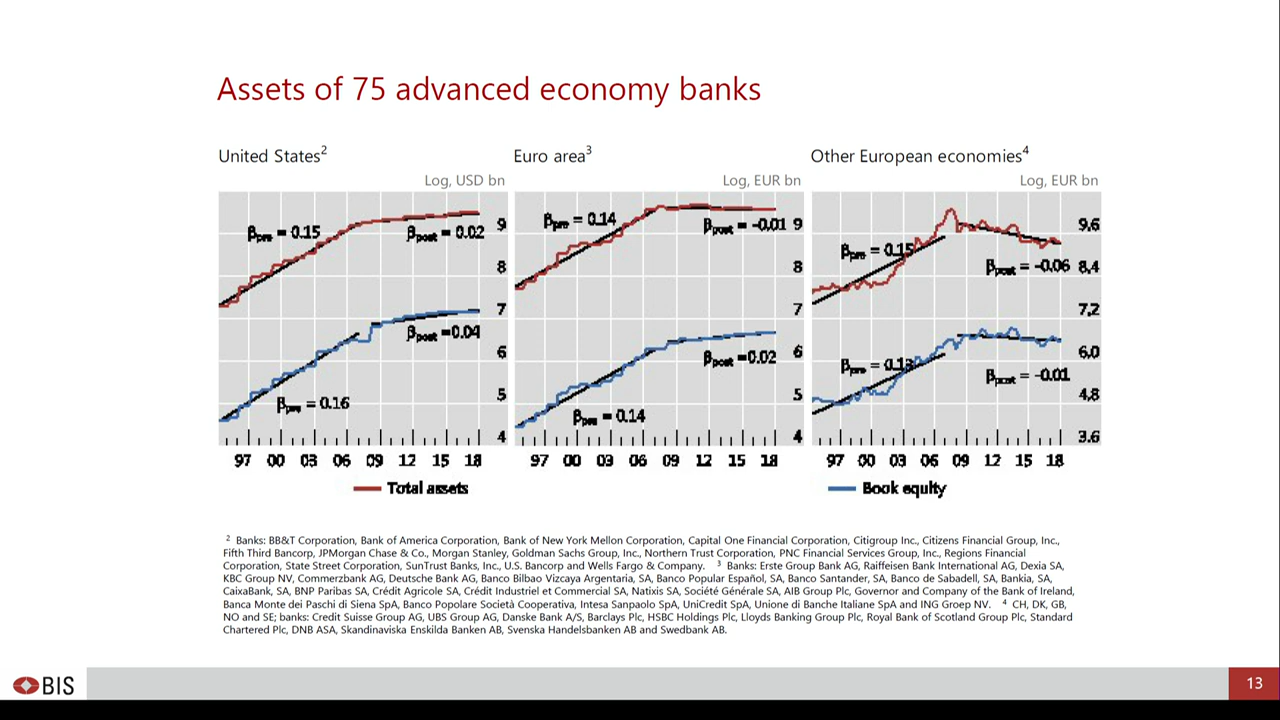 Assets of 75 advanced economy banks
United States2
Log, USD bn
βpre = 0.15
βpost = 0.02
βpost =0.04
βpre = 0.16
9
8
7
6
5
4
97 00 03 06 09 12 15 18
Euro area3
Log, EUR bn
βpre = 0.14
βpost = -0.01
βpost =0.02
βpre = 0.14
9
8
7
6
5
4
97 00 03 06 09 12 15 18
Other European economies4
Log, EUR bn
βpre = 0.15
βpost = -0.06
βpre = 0.13
βpost = -0.01
9.6
8.4
7.2
6.0
4.8
3.6
97 00 03 06 09 12 15 18
Total assets
Book equity
2 Banks: BB&T Corporation, Bank of America Corporation, Bank of New York Mellon Corporation, Capital One Financial Corporation, Citigroup Inc., Citizens Financial Group, Inc.,
Fifth Third Bancorp, JPMorgan Chase & Co., Morgan Stanley, Goldman Sachs Group, Inc., Northern Trust Corporation, PNC Financial Services Group, Inc., Regions Financial
Corporation, State Street Corporation, SunTrust Banks, Inc., U.S. Bancorp and Wells Fargo & Company. 3 Banks: Erste Group Bank AG, Raiffeisen Bank International AG, Dexia SA,
KBC Group NV, Commerzbank AG, Deutsche Bank AG, Banco Bilbao Vizcaya Argentaria, SA, Banco Popular Español, SA, Banco Santander, SA, Banco de Sabadell, SA, Bankia, SA,
CaixaBank, SA, BNP Paribas SA, Crédit Agricole SA, Crédit Industriel et Commercial SA, Natixis SA, Société Générale SA, AIB Group Plc, Governor and Company of the Bank of Ireland,
Banca Monte dei Paschi di Siena SpA, Banco Popolare Società Cooperativa, Intesa Sanpaolo SpA, UniCredit SpA, Unione di Banche Italiane SpA and ING Groep NV. 4 CH, DK, GB,
NO and SE; banks: Credit Suisse Group AG, UBS Group AG, Danske Bank A/S, Barclays Plc, HSBC Holdings Plc, Lloyds Banking Group Plc, Royal Bank of Scotland Group Plc, Standard
Chartered Plc, DNB ASA, Skandinaviska Enskilda Banken AB, Svenska Handelsbanken AB and Swedbank AB.
BIS
13